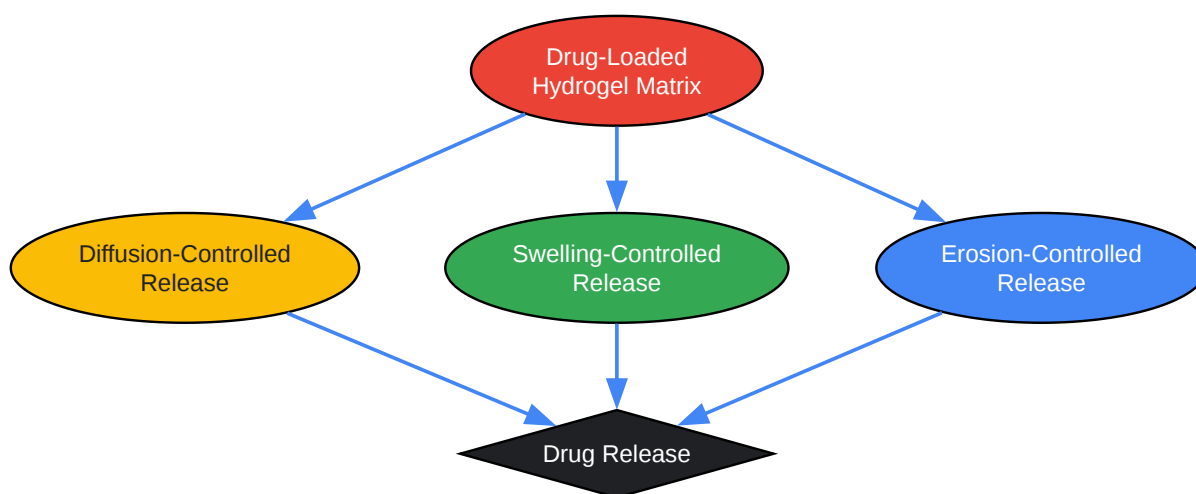 Drug-Loaded
Hydrogel Matrix
Diffusion-Controlled
Release
Swelling-Controlled
Release
Erosion-Controlled
Release
Drug Release